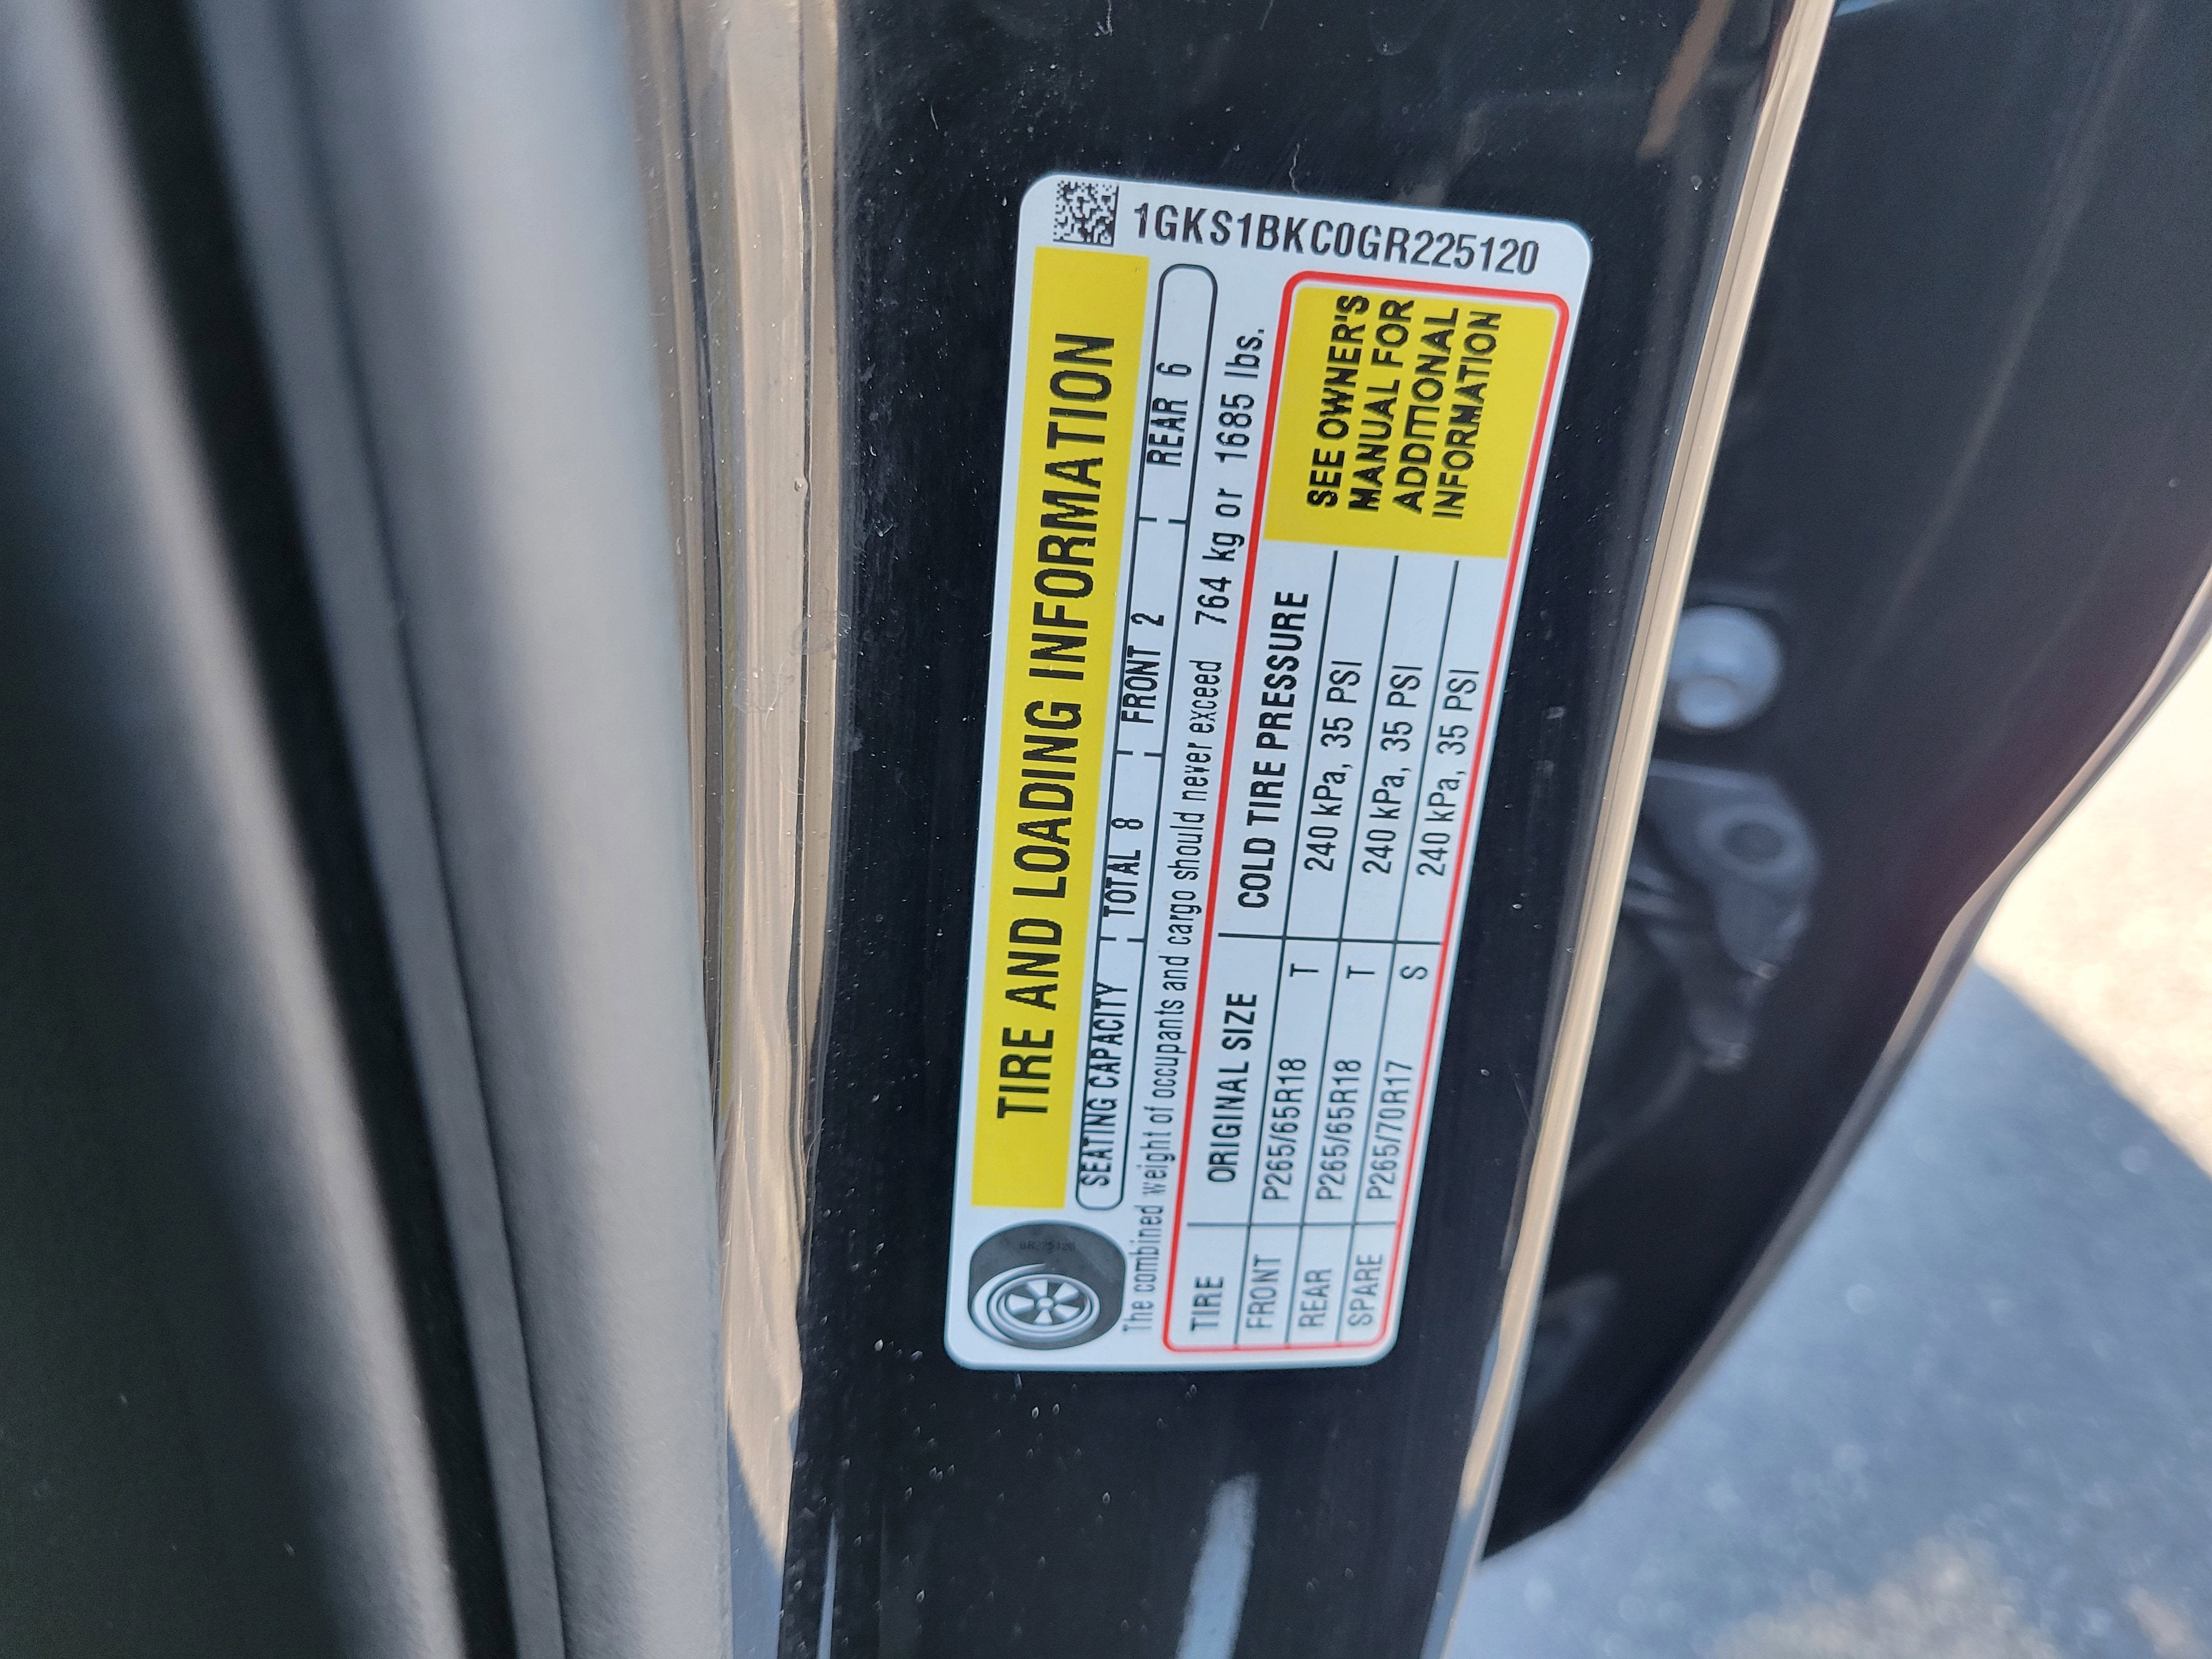 TIRE AND LOADING INFORMATION
SEATING CAPACITY TOTAL 8 FRONT 2 REAR 6
The combined weight of occupants and cargo should never exceed 764 kg or 1685 lbs.
TIRE ORIGINAL SIZE COLD TIRE PRESSURE
FRONT P265/65R18 T 240 kPa, 35 PSI
REAR P265/65R18 T 240 kPa, 35 PSI
SPARE P265/70R17 S 240 kPa, 35 PSI
SEE OWNER'S
MANUAL FOR
ADDITIONAL
INFORMATION
1GKS1BKC0GR225120